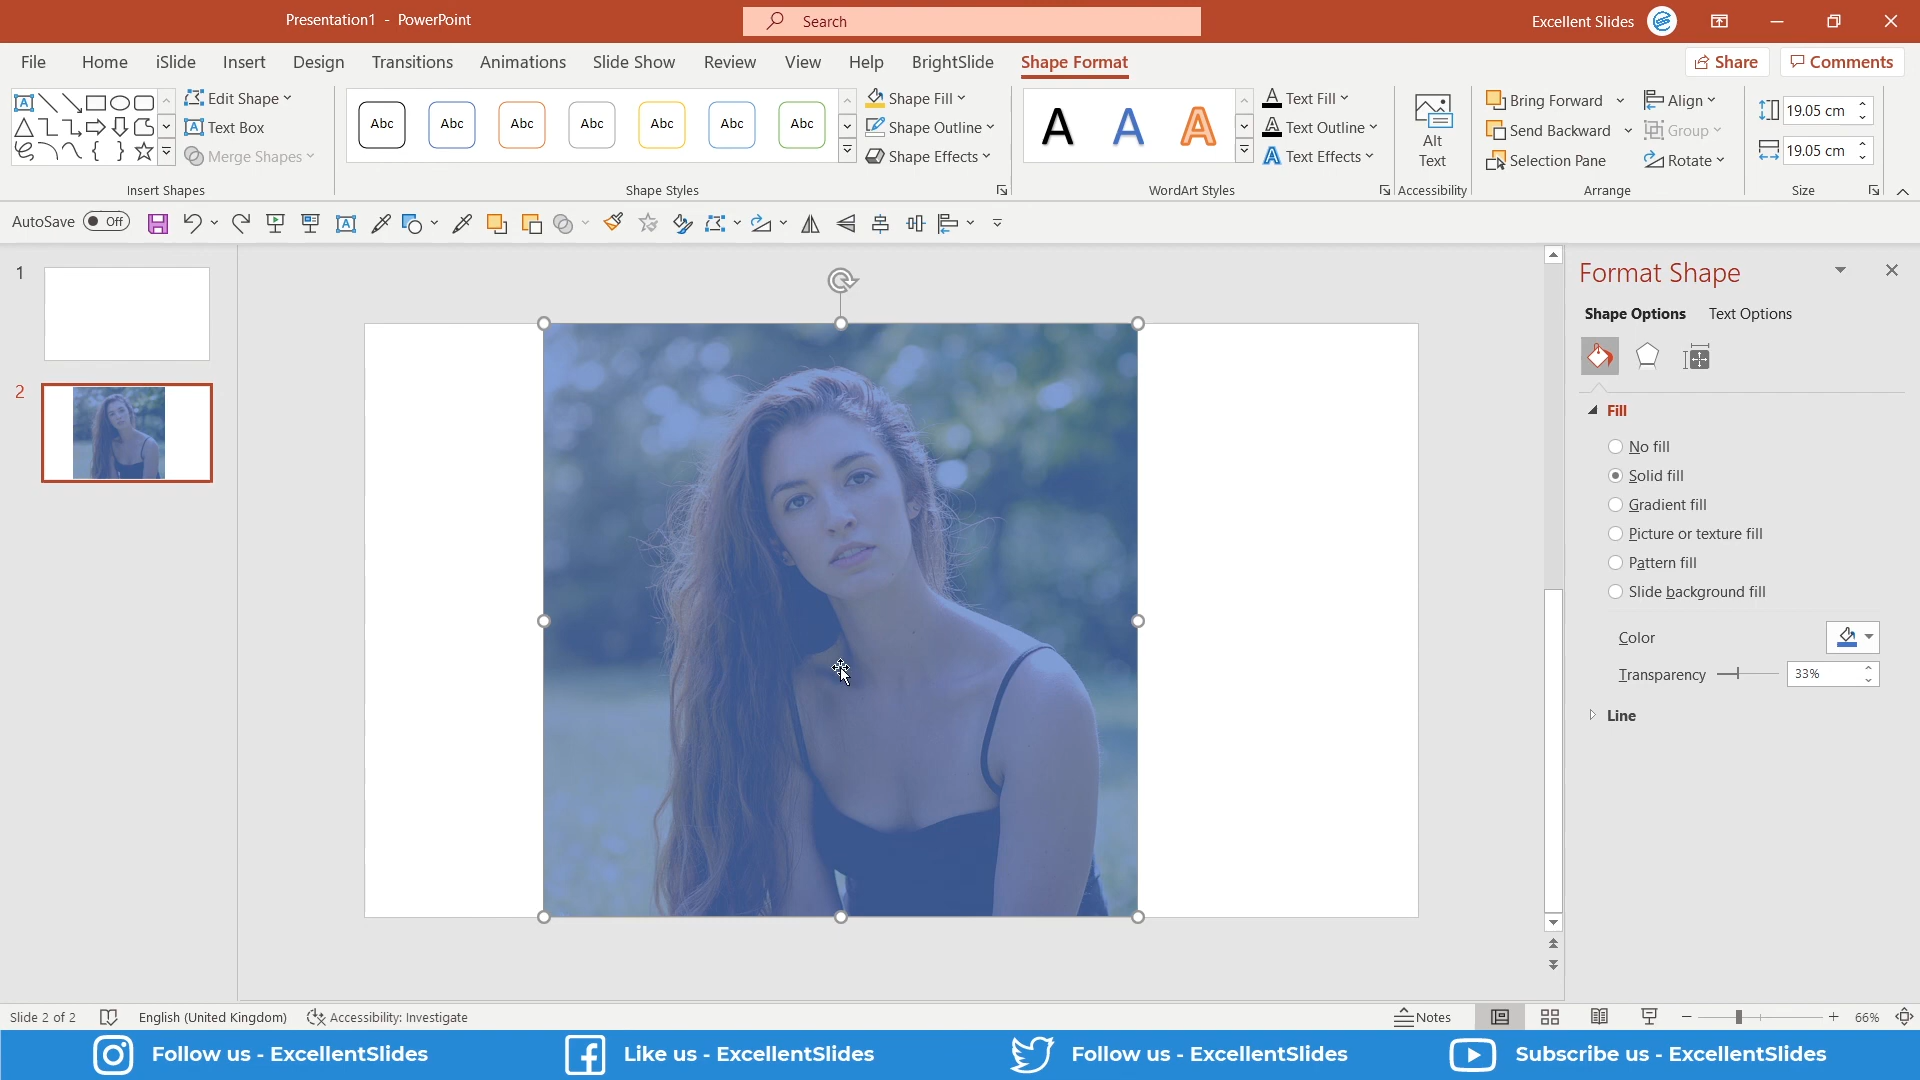 Presentation1 - PowerPoint
Search
Excellent Slides
File Home iSlide Insert Design Transitions Animations Slide Show Review View Help BrightSlide Shape Format
Share Comments
Edit Shape
Text Box
Merge Shapes
Insert Shapes
Abc Abc Abc Abc Abc Abc Abc
Shape Fill
Shape Outline
Shape Effects
Shape Styles
A A A
Text Fill
Text Outline
Text Effects
WordArt Styles
Alt
Text
Accessibility
Bring Forward
Send Backward
Selection Pane
Align
Group
Rotate
Arrange
19.05 cm
19.05 cm
Size
AutoSave Off
1
2
Format Shape
Shape Options Text Options
Fill
No fill
Solid fill
Gradient fill
Picture or texture fill
Pattern fill
Slide background fill
Color
Transparency 33%
Line
Slide 2 of 2 English (United Kingdom) Accessibility: Investigate Notes 66%
Follow us - ExcellentSlides Like us - ExcellentSlides Follow us - ExcellentSlides Subscribe us - ExcellentSlides